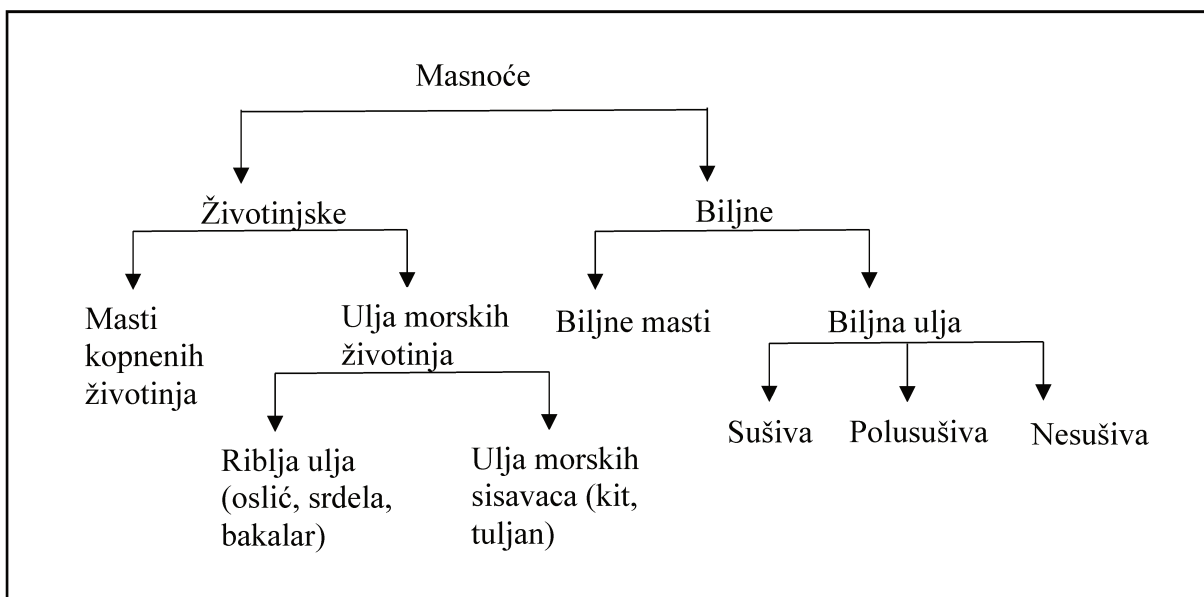 Masnoće
Životinjske
Biljne
Masti
kopnenih
životinja
Ulja morskih
životinja
Biljne masti
Biljna ulja
Riblja ulja
(oslić, srdela,
bakalar)
Ulja morskih
sisavaca (kit,
tuljan)
Sušiva
Polusušiva
Nesušiva